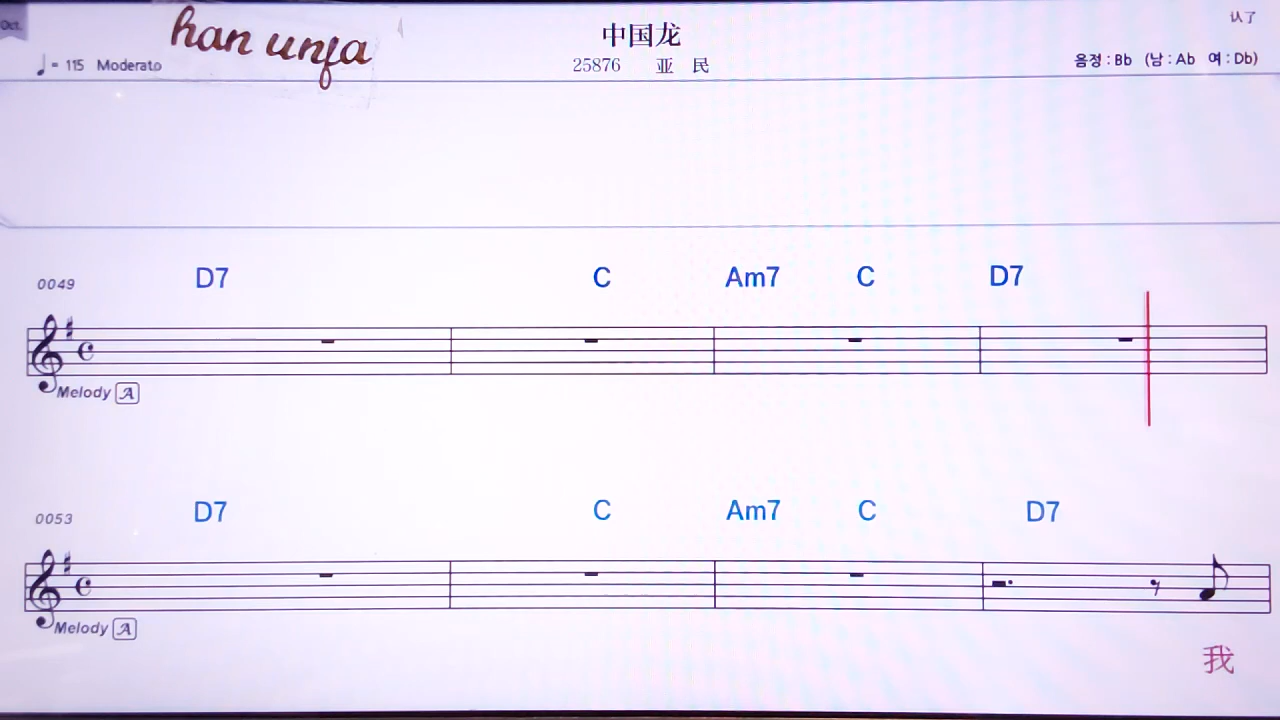 Oct.
han unfa
中国龙
认了
♩ = 115 Moderato
25876 亚 民
음정 : Bb (남 : Ab 여 : Db)
0049 D7 C Am7 C D7
Melody A
0053 D7 C Am7 C D7
Melody A
我